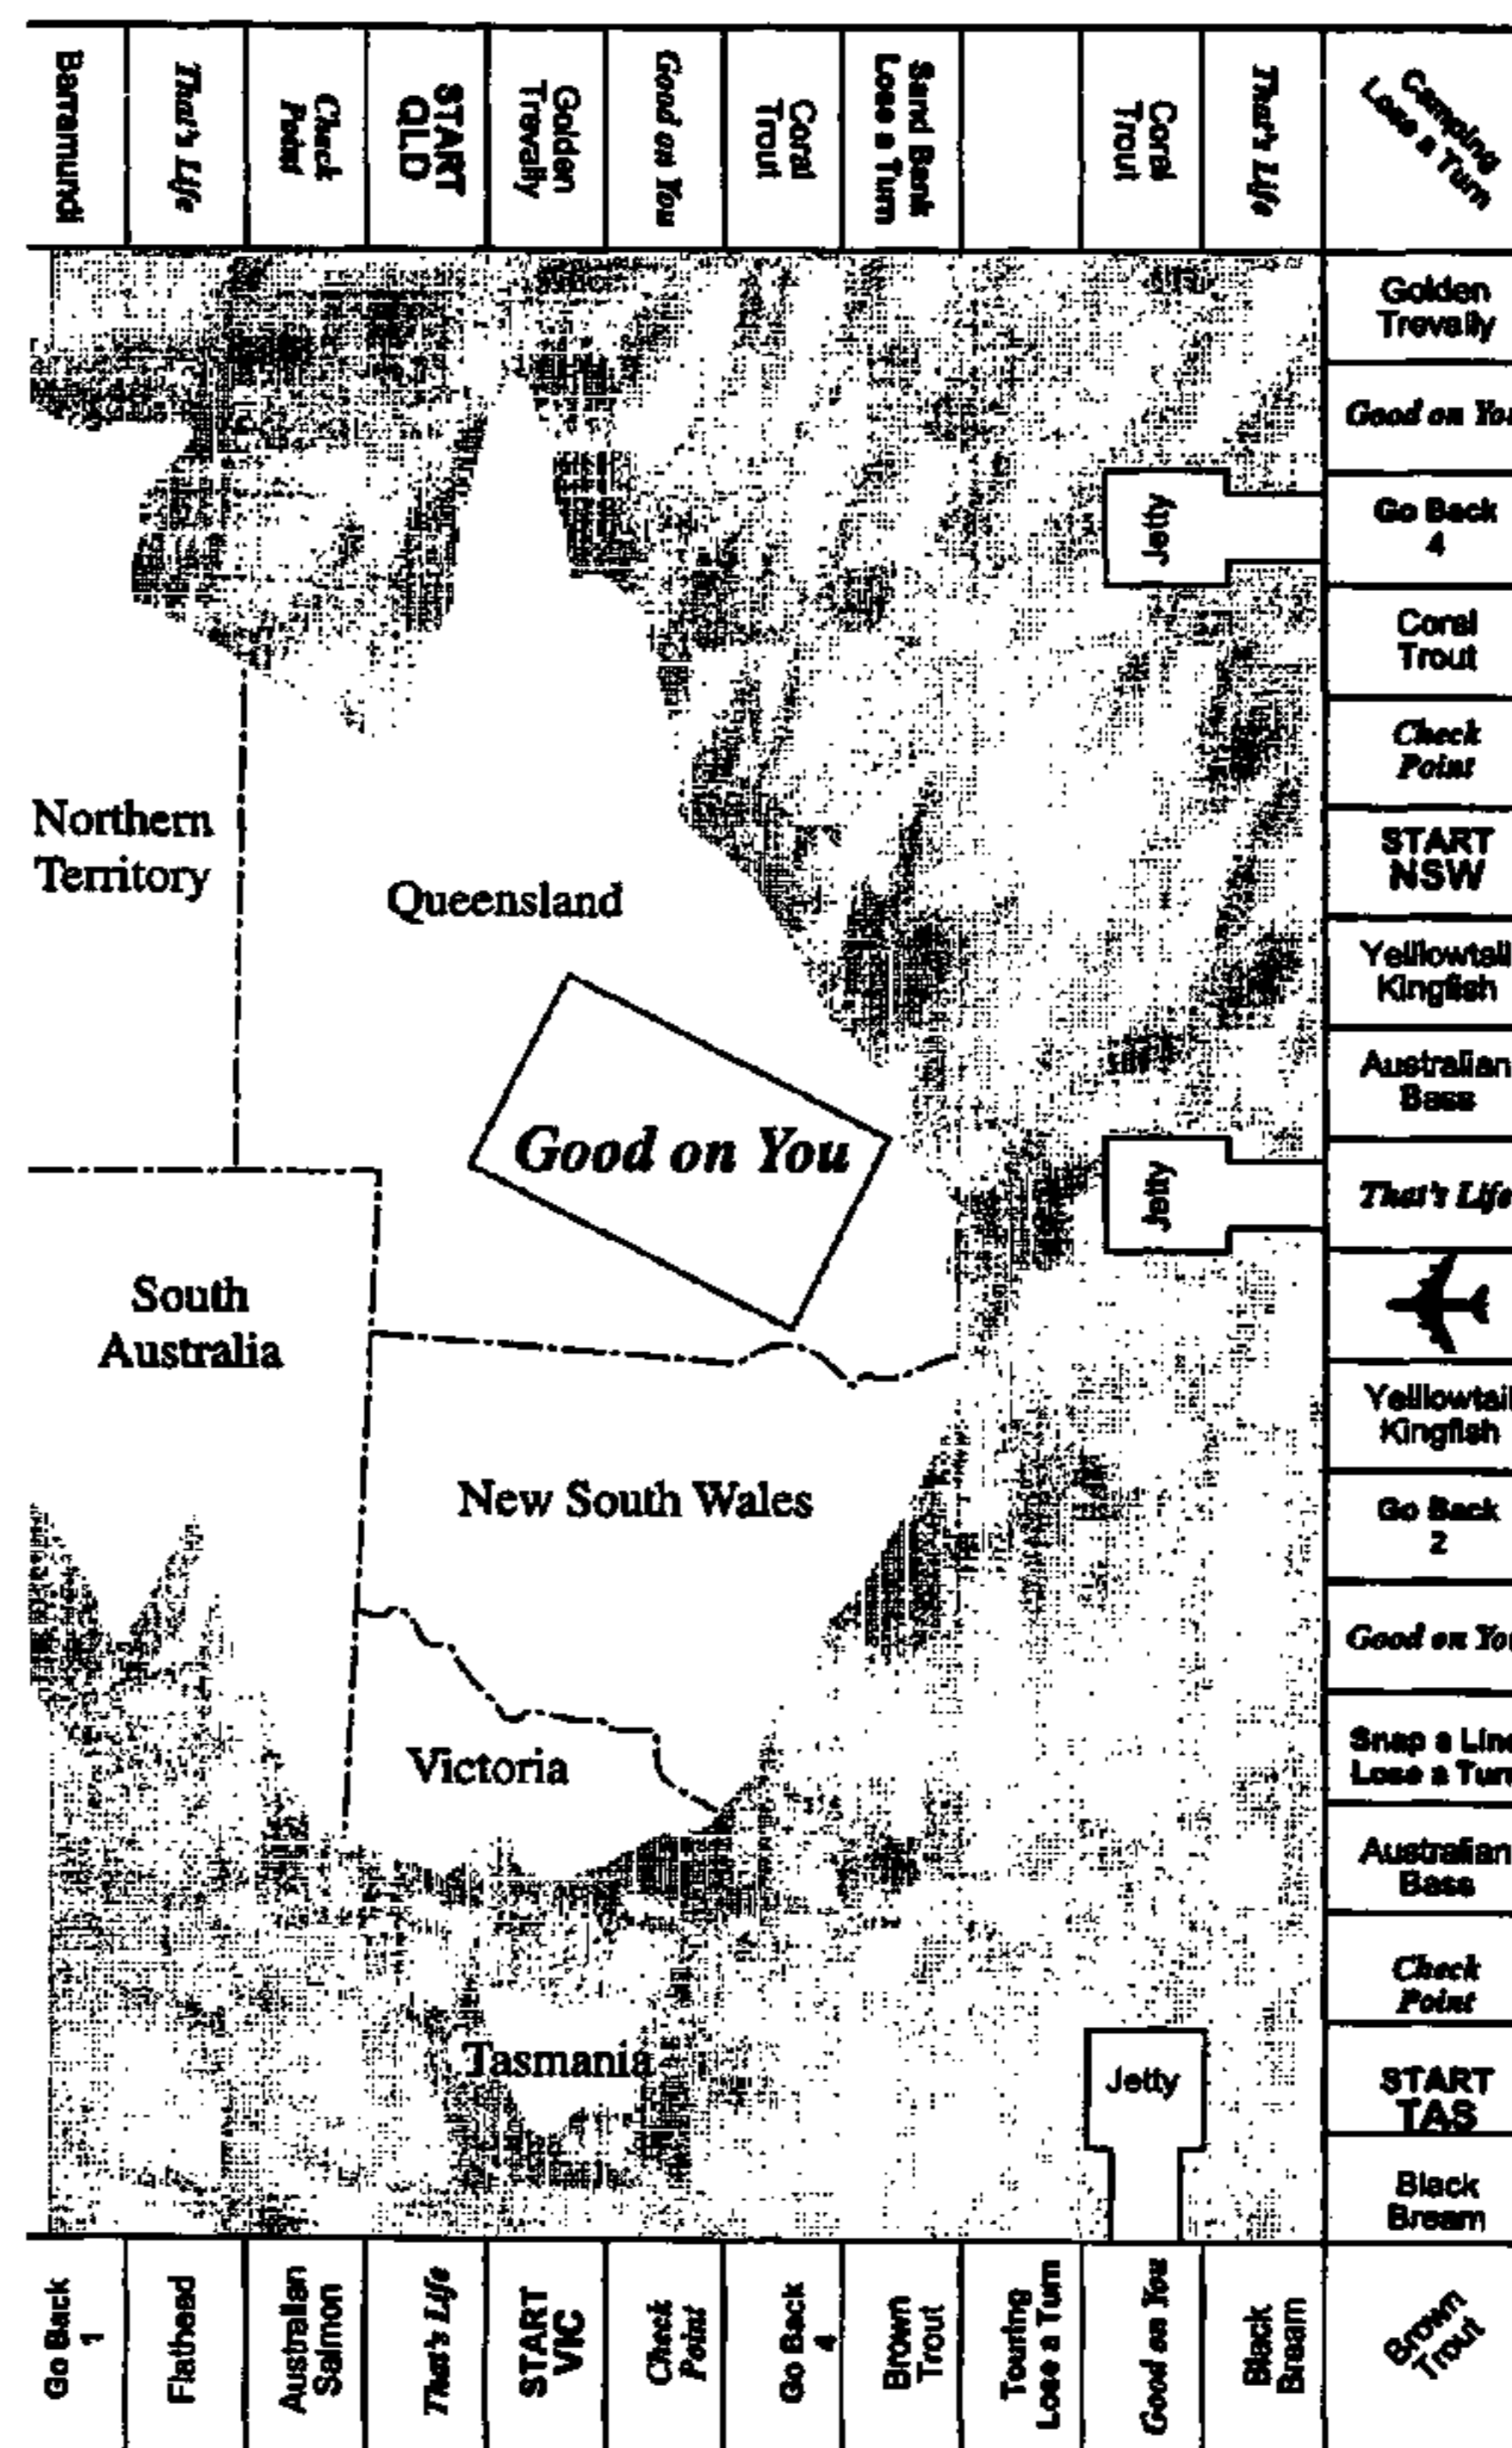 Barramundi
That's Life
Check
Point
START
QLD
Golden
Trevally
Good on You
Coral
Trout
Sand Bank
Lose a Turn
Coral
Trout
That's Life
Camping
Lose a Turn
Golden
Trevally
Good on You
Go Back
4
Coral
Trout
Check
Point
START
NSW
Yelllowtail
Kingfish
Australian
Bass
That's Life
Yelllowtail
Kingfish
Go Back
2
Good on You
Snap a Line
Lose a Turn
Australian
Bass
Check
Point
START
TAS
Black
Bream
Jetty
Jetty
Jetty
Northern
Territory
Queensland
Good on You
South
Australia
New South Wales
Victoria
Tasmania
Go Back
1
Flathead
Australian
Salmon
That's Life
START
VIC
Check
Point
Go Back
4
Brown
Trout
Touring
Lose a Turn
Good on You
Black
Bream
Brown
Trout